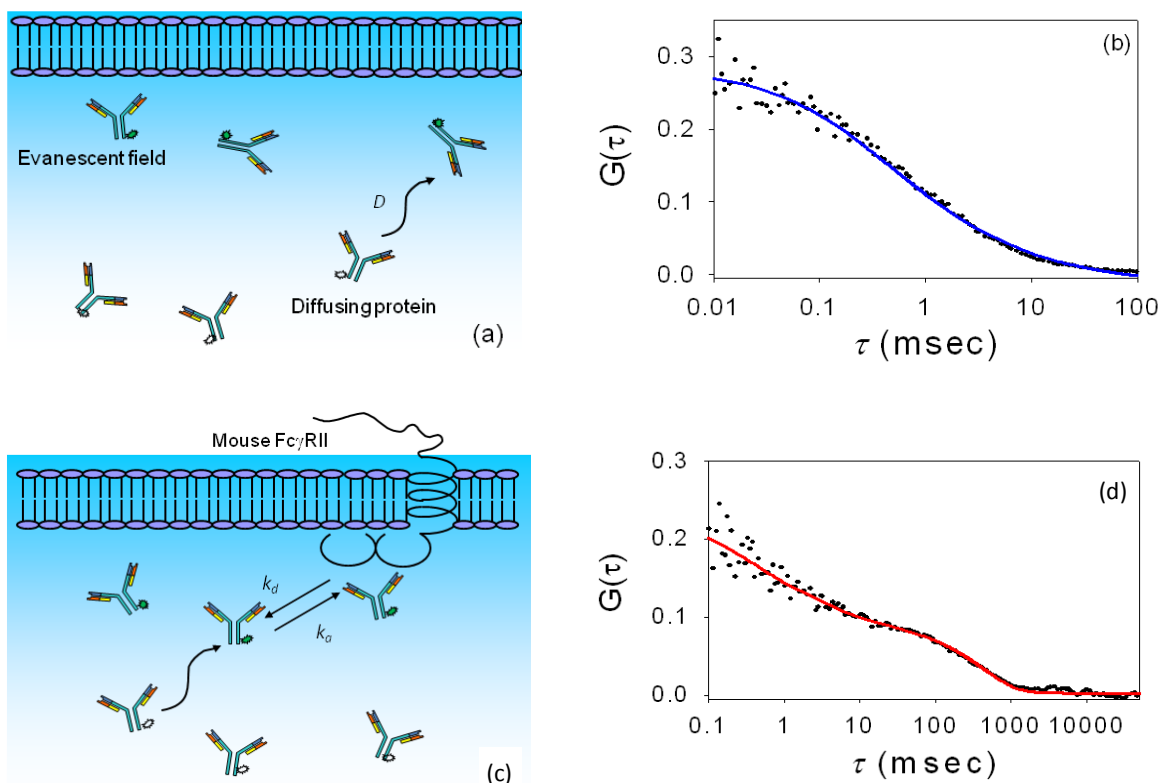 Evanescent field
D
Diffusing protein
(a)
(b)
0.3
0.2
0.1
0.0
G(τ)
0.01 0.1 1 10 100
τ (msec)
Mouse FcγRII
k_d
k_a
(c)
(d)
0.3
0.2
0.1
0.0
G(τ)
0.1 1 10 100 1000 10000
τ (msec)